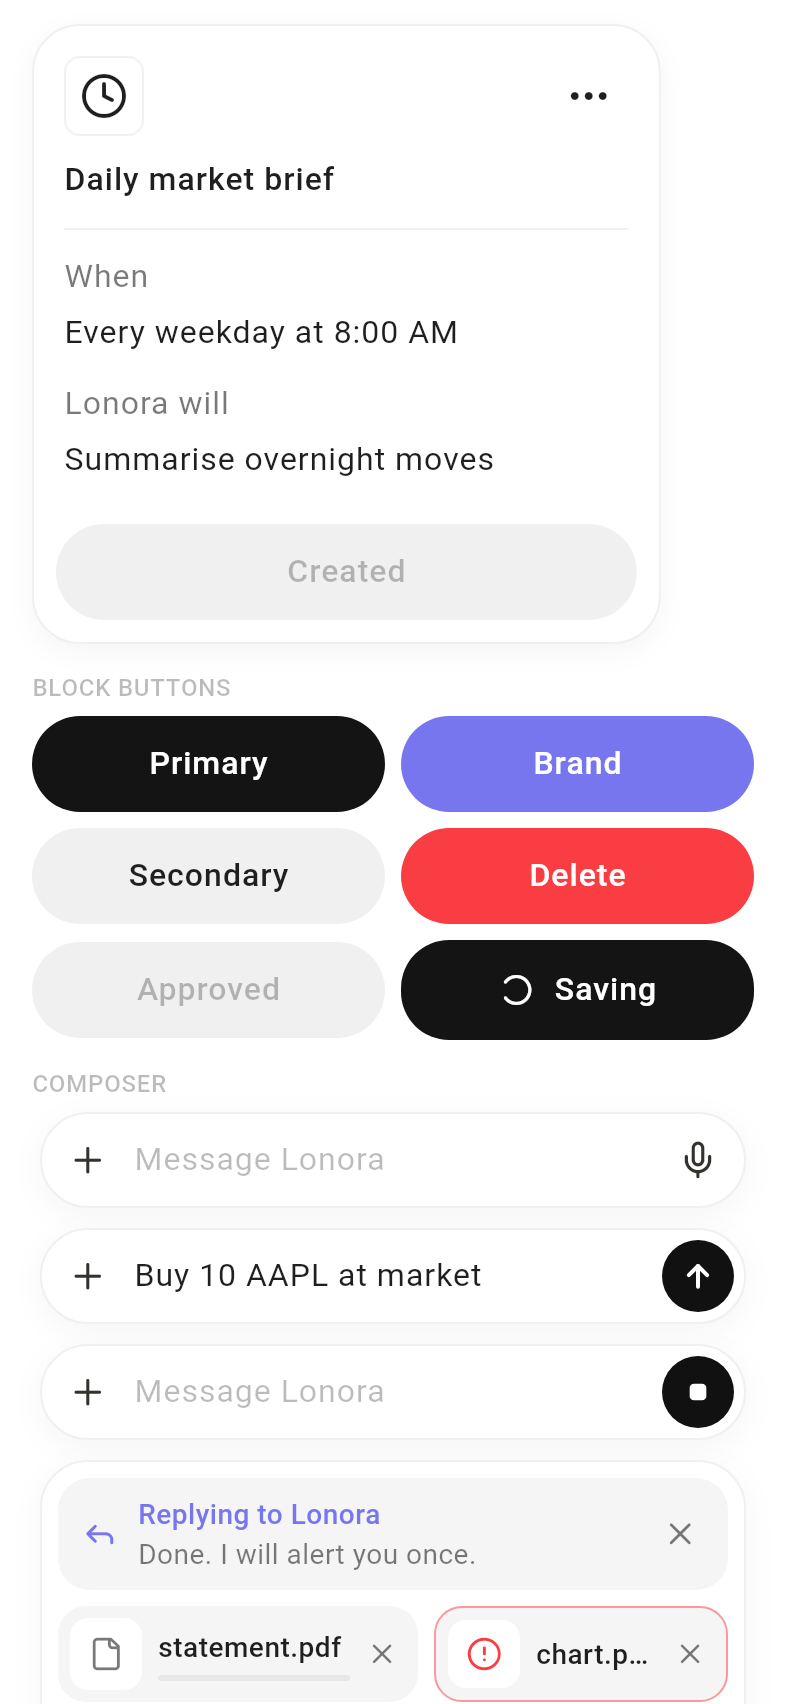 Daily market brief
When
Every weekday at 8:00 AM
Lonora will
Summarise overnight moves
Created
BLOCK BUTTONS
Primary
Brand
Secondary
Delete
Approved
Saving
COMPOSER
Message Lonora
Buy 10 AAPL at market
Message Lonora
Replying to Lonora
Done. I will alert you once.
statement.pdf
chart.p...